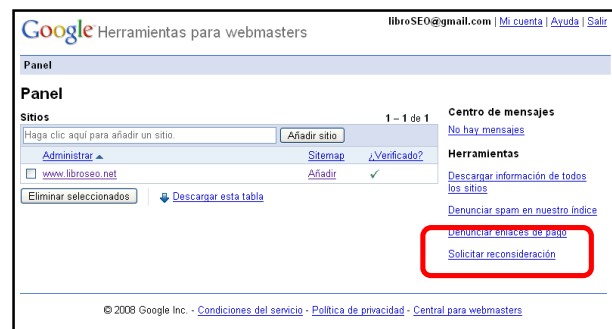 Google Herramientas para webmasters
libroSEO@gmail.com | Mi cuenta | Ayuda | Salir
Panel
Panel
Sitios
1 – 1 de 1
Haga clic aquí para añadir un sitio.
Añadir sitio
Administrar
Sitemap
¿Verificado?
www.libroseo.net
Añadir
Eliminar seleccionados
Descargar esta tabla
Centro de mensajes
No hay mensajes
Herramientas
Descargar información de todos
los sitios
Denunciar spam en nuestro índice
Denunciar enlaces de pago
Solicitar reconsideración
© 2008 Google Inc. - Condiciones del servicio - Política de privacidad - Central para webmasters